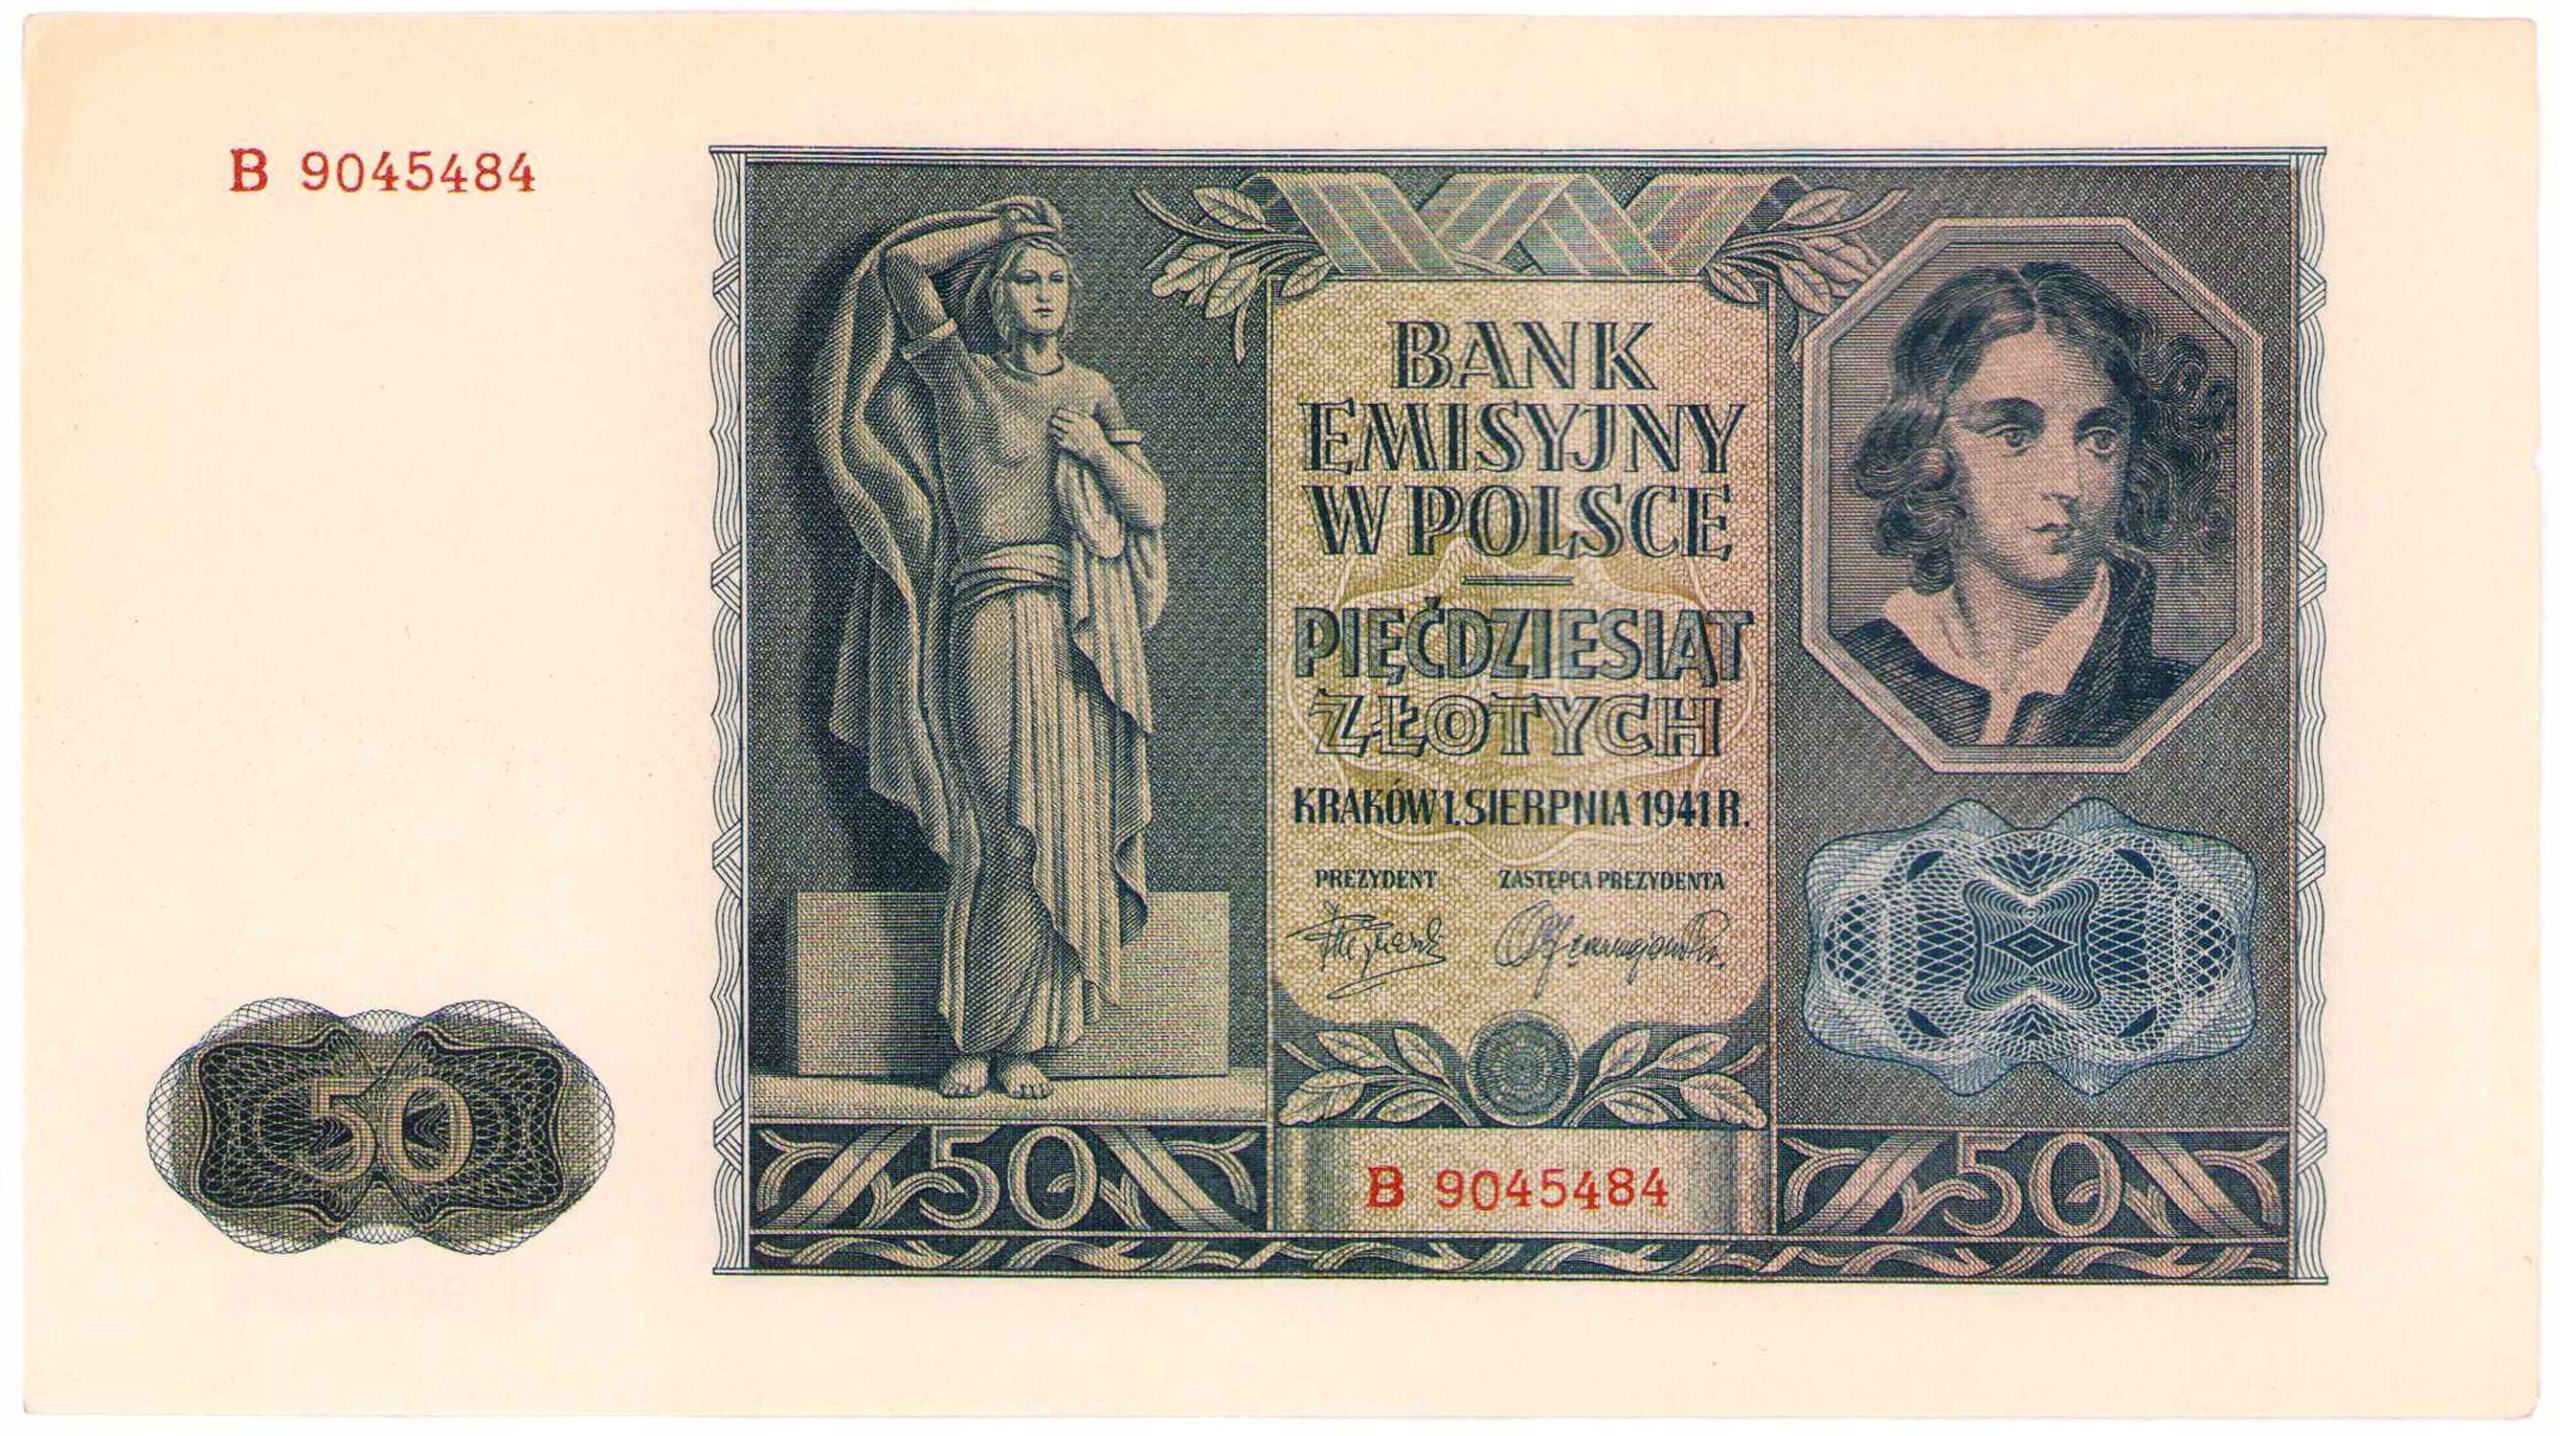 B 9045484
BANK
EMISYJNY
W POLSCE
PIĘĆDZIESIĄT
ZŁOTYCH
KRAKÓW 1. SIERPNIA 1941 R.
PREZYDENT ZASTĘPCA PREZYDENTA
50
50
B 9045484
50